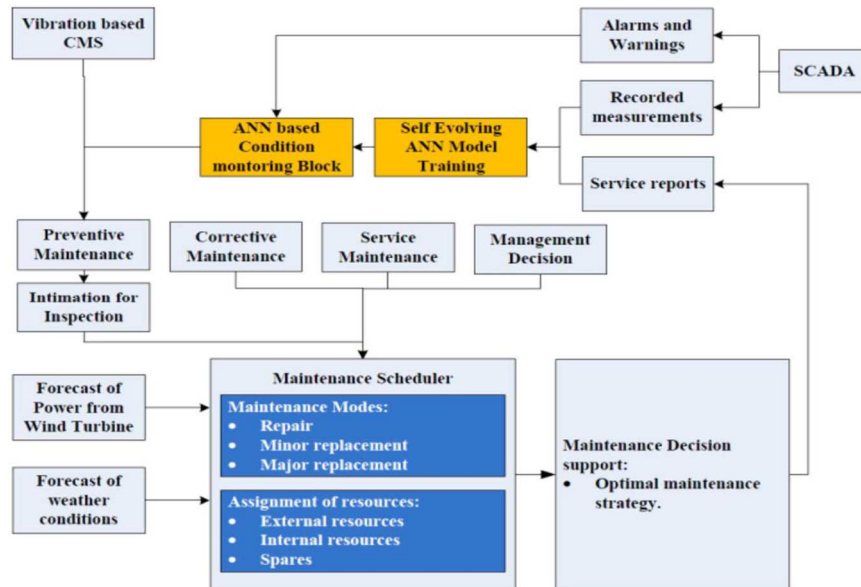 Vibration based
CMS
Alarms and
Warnings
SCADA
Recorded
measurements
ANN based
Condition
montoring Block
Self Evolving
ANN Model
Training
Service reports
Preventive
Maintenance
Corrective
Maintenance
Service
Maintenance
Management
Decision
Intimation for
Inspection
Maintenance Scheduler
Forecast of
Power from
Wind Turbine
Maintenance Modes:
• Repair
• Minor replacement
• Major replacement
Maintenance Decision
support:
• Optimal maintenance
strategy.
Forecast of
weather
conditions
Assignment of resources:
• External resources
• Internal resources
• Spares